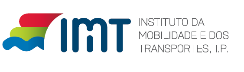 IMT
INSTITUTO DA
MOBILIDADE E DOS
TRANSPORTES, I.P.